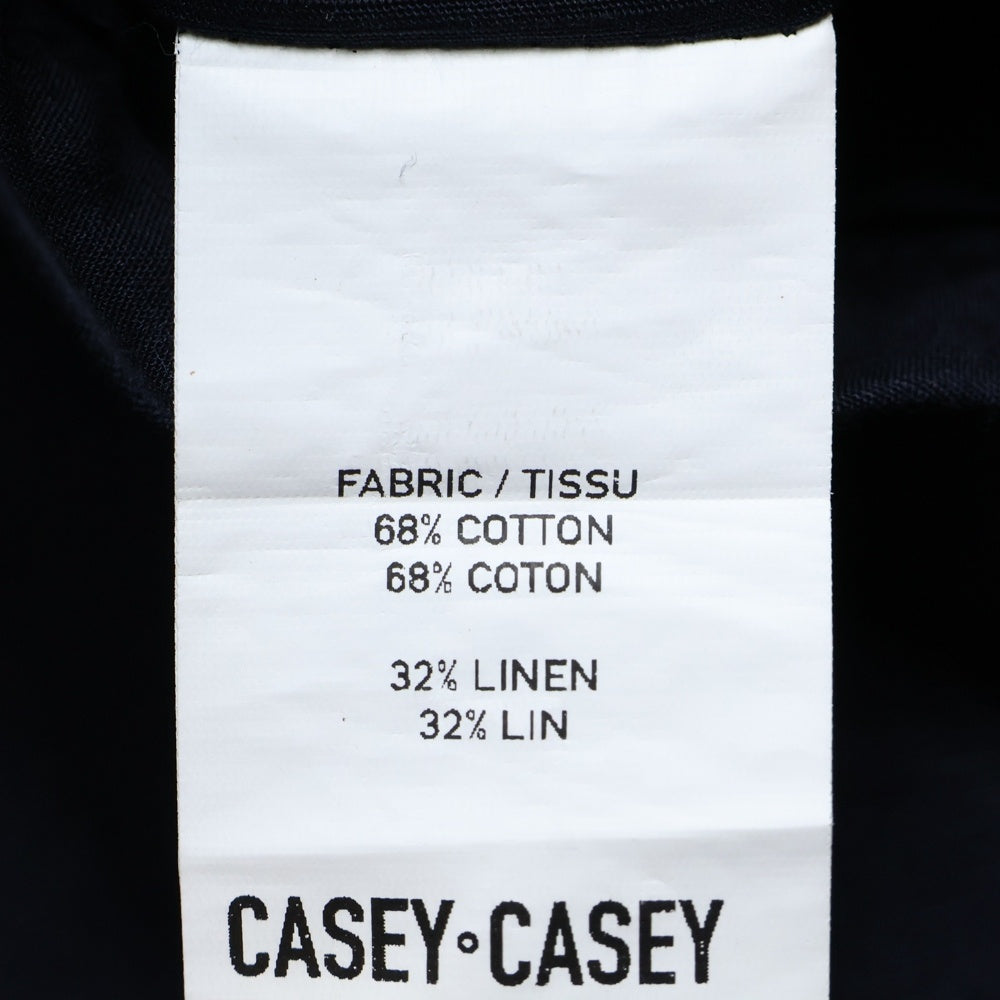 FABRIC / TISSU
68% COTTON
68% COTON
32% LINEN
32% LIN
CASEY°CASEY